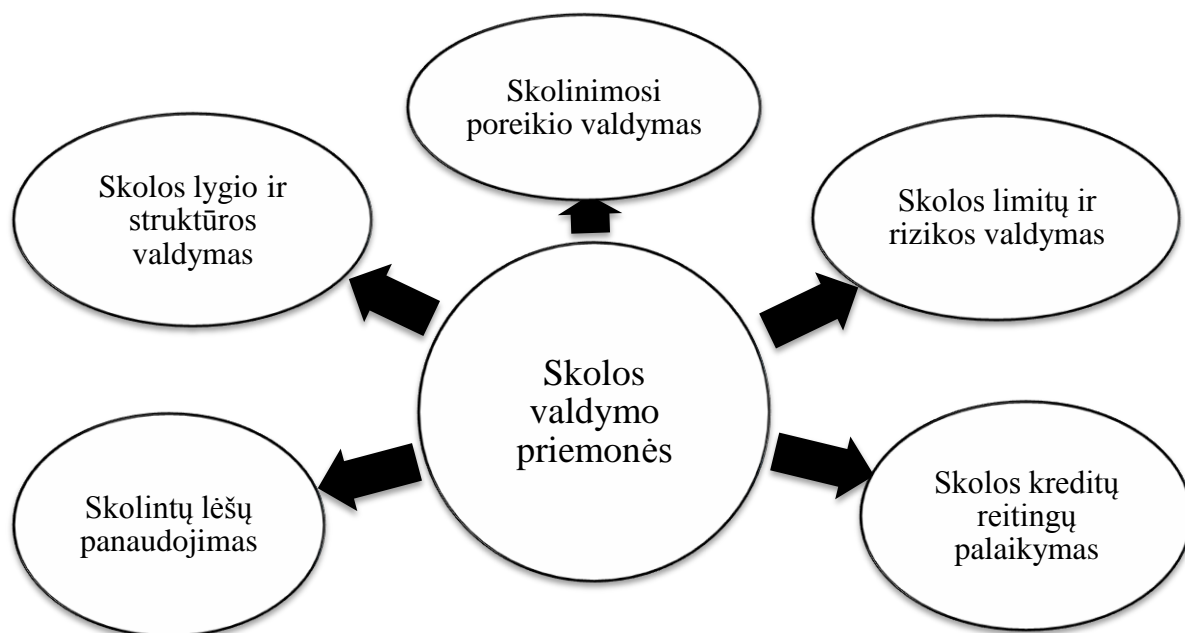 Skolinimosi
poreikio valdymas
Skolos lygio ir
struktūros
valdymas
Skolos limitų ir
rizikos valdymas
Skolos
valdymo
priemonės
Skolintų lėšų
panaudojimas
Skolos kreditų
reitingų
palaikymas